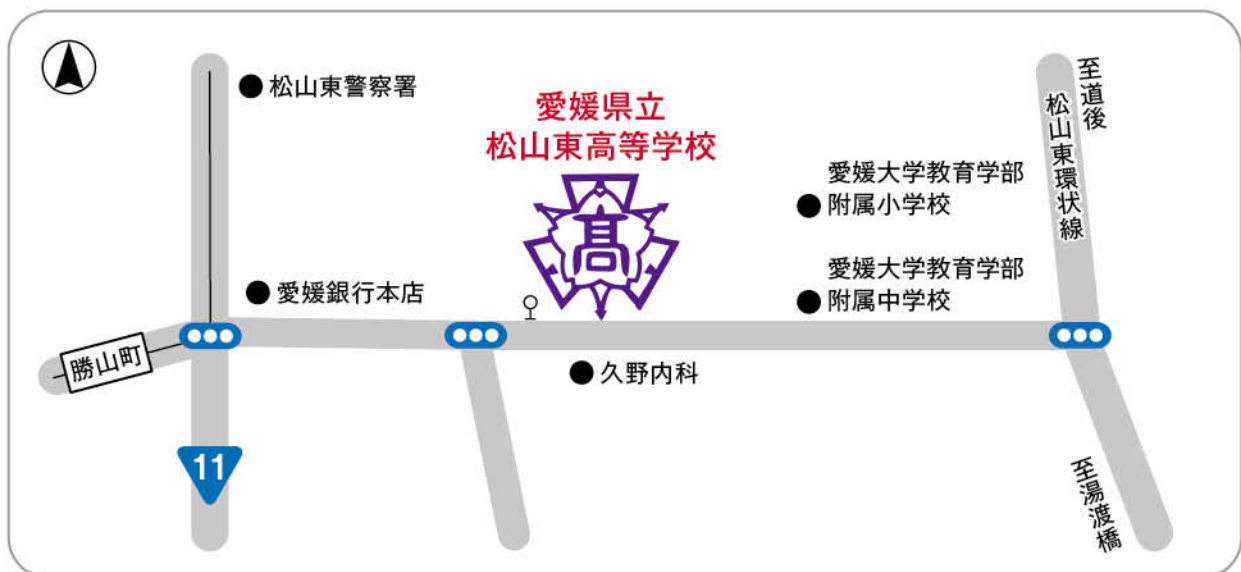 松山東警察署
愛媛県立
松山東高等学校
髙
愛媛大学教育学部
附属小学校
愛媛大学教育学部
附属中学校
至道後
松山東環状線
愛媛銀行本店
勝山町
久野内科
11
至湯渡橋